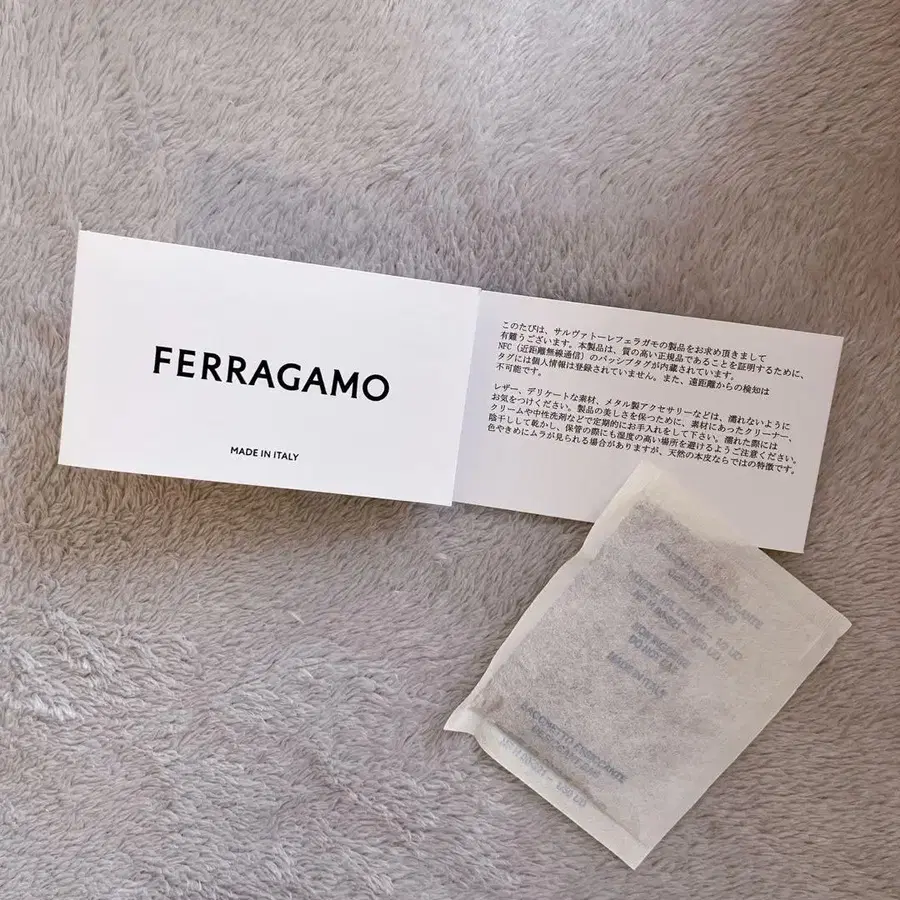 FERRAGAMO
MADE IN ITALY
このたびは、サルヴァトーレフェラガモの製品をお求め頂きまして
有難うございます。本製品は、質の高い正規品であることを証明するために、
NFC（近距離無線通信）のパッシブタグが内蔵されています。
タグには個人情報は登録されていません。また、遠距離からの検知は
不可能です。
レザー、デリケートな素材、メタル製アクセサリーなどは、濡れないように
お気をつけください。製品の美しさを保つために、素材にあったクリーナー、
クリームや中性洗剤などで定期的にお手入れをして下さい。濡れた際には
陰干しして乾かし、保管の際にも湿度の高い場所を避けるようご注意ください。
色やきめにムラが見られる場合がありますが、天然の本皮ならではの特徴です。
DO NOT EAT
MADE IN ITALY